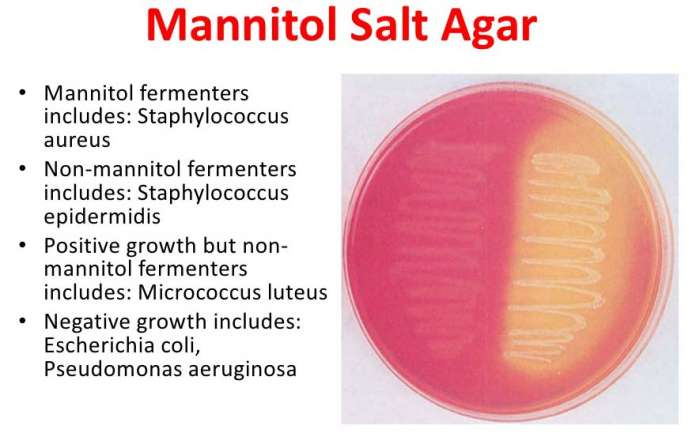 Mannitol Salt Agar
• Mannitol fermenters
includes: Staphylococcus
aureus
• Non-mannitol fermenters
includes: Staphylococcus
epidermidis
• Positive growth but non-
mannitol fermenters
includes: Micrococcus luteus
• Negative growth includes:
Escherichia coli,
Pseudomonas aeruginosa